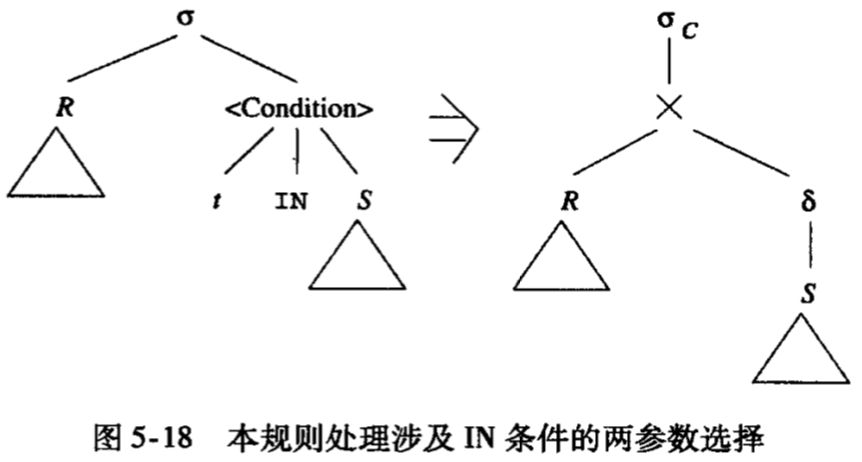 σ σ C
R <Condition> ⇒ ×
t IN S R δ
S
图 5-18 本规则处理涉及 IN 条件的两参数选择